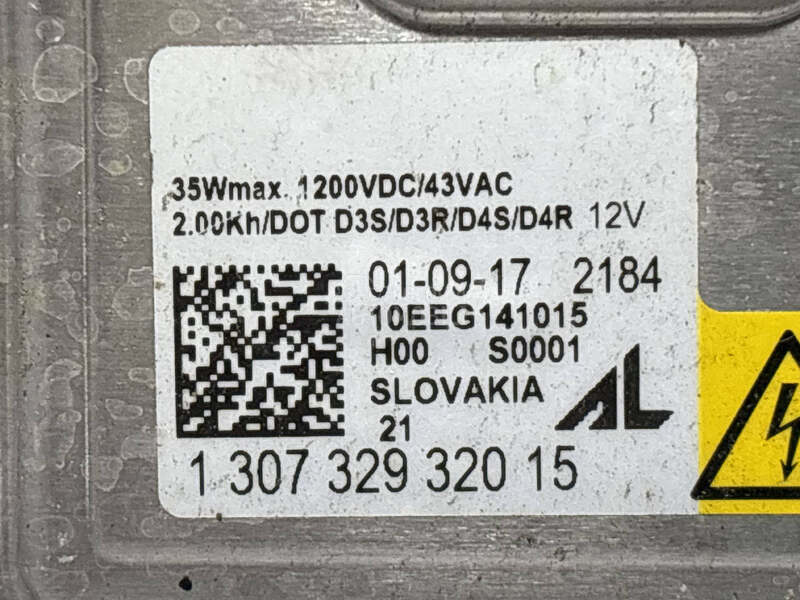 35Wmax. 1200VDC/43VAC
2.00Kh/DOT D3S/D3R/D4S/D4R 12V
01-09-17 2184
10EEG141015
H00 S0001
SLOVAKIA
AL
21
1 307 329 320 15